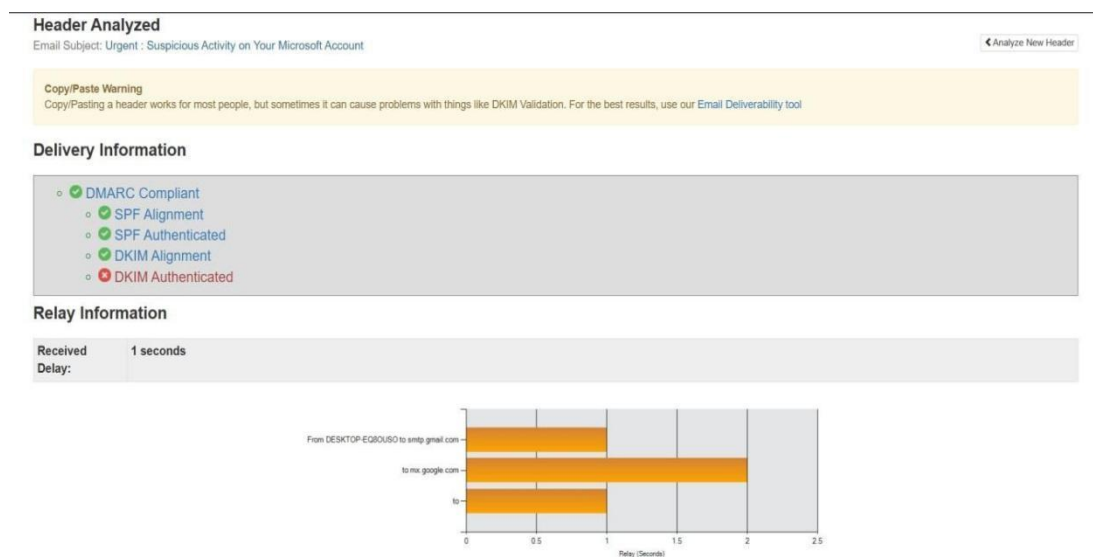 Header Analyzed
Email Subject: Urgent : Suspicious Activity on Your Microsoft Account
Analyze New Header
Copy/Paste Warning
Copy/Pasting a header works for most people, but sometimes it can cause problems with things like DKIM Validation. For the best results, use our Email Deliverability tool
Delivery Information
DMARC Compliant
SPF Alignment
SPF Authenticated
DKIM Alignment
DKIM Authenticated
Relay Information
Received Delay:
1 seconds
From DESKTOP-EQ8OUSO to smtp.gmail.com
to mx.google.com
to
0 0.5 1 1.5 2 2.5
Relay (Seconds)